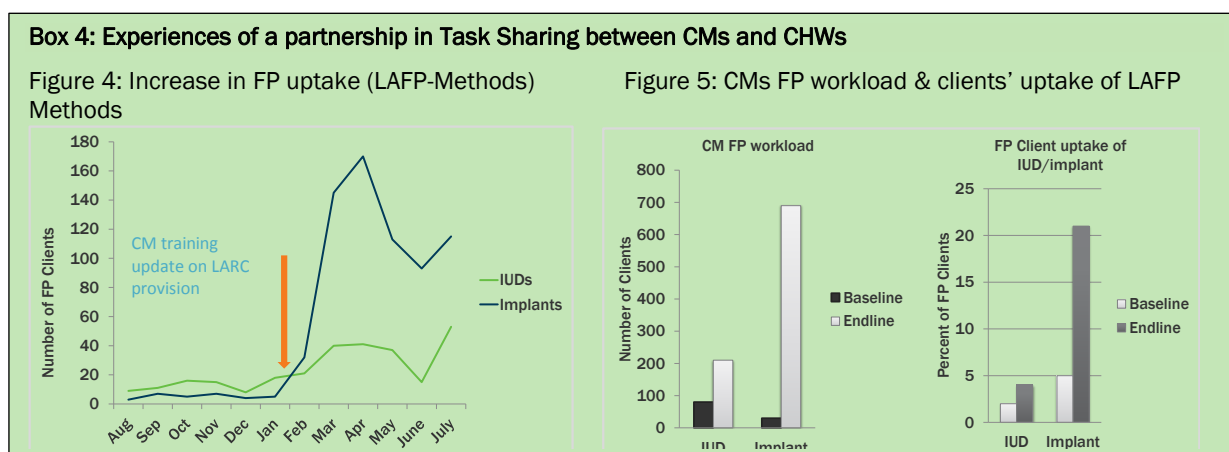 Box 4: Experiences of a partnership in Task Sharing between CMs and CHWs
Figure 4: Increase in FP uptake (LAFP-Methods)
Methods
180
160
140
120
100
80
60
40
20
0
Number of FP Clients
CM training
update on LARC
provision
IUDs
Implants
Aug
Sep
Oct
Nov
Dec
Jan
Feb
Mar
Apr
May
June
July
Figure 5: CMs FP workload & clients’ uptake of LAFP
CM FP workload
800
700
600
500
400
300
200
100
0
Number of Clients
Baseline
Endline
IUD
Implant
FP Client uptake of
IUD/implant
25
20
15
10
5
0
Percent of FP Clients
Baseline
Endline
IUD
Implant